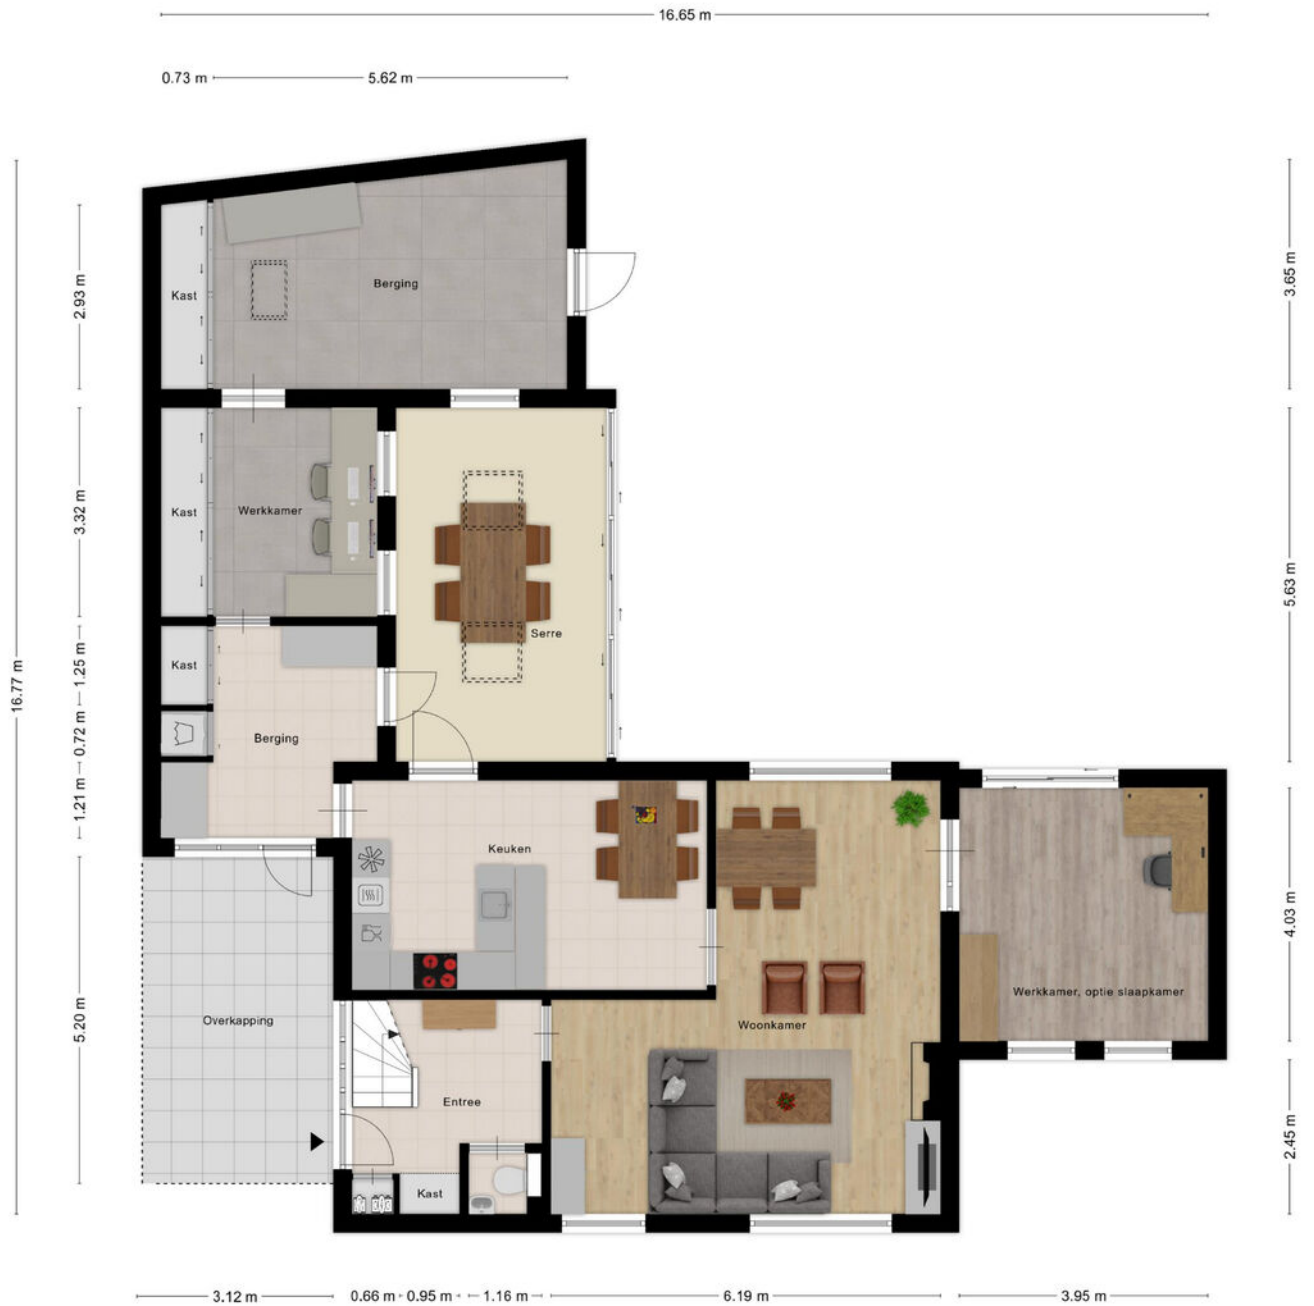 16.65 m
0.73 m
5.62 m
Berging
Kast
2.93 m
3.65 m
Kast
Werkkamer
3.32 m
5.63 m
Serre
Kast
1.25 m
16.77 m
0.72 m
Berging
1.21 m
Keuken
4.03 m
Werkkamer, optie slaapkamer
Overkapping
Woonkamer
5.20 m
Entree
2.45 m
Kast
3.12 m
0.66 m
0.95 m
1.16 m
6.19 m
3.95 m